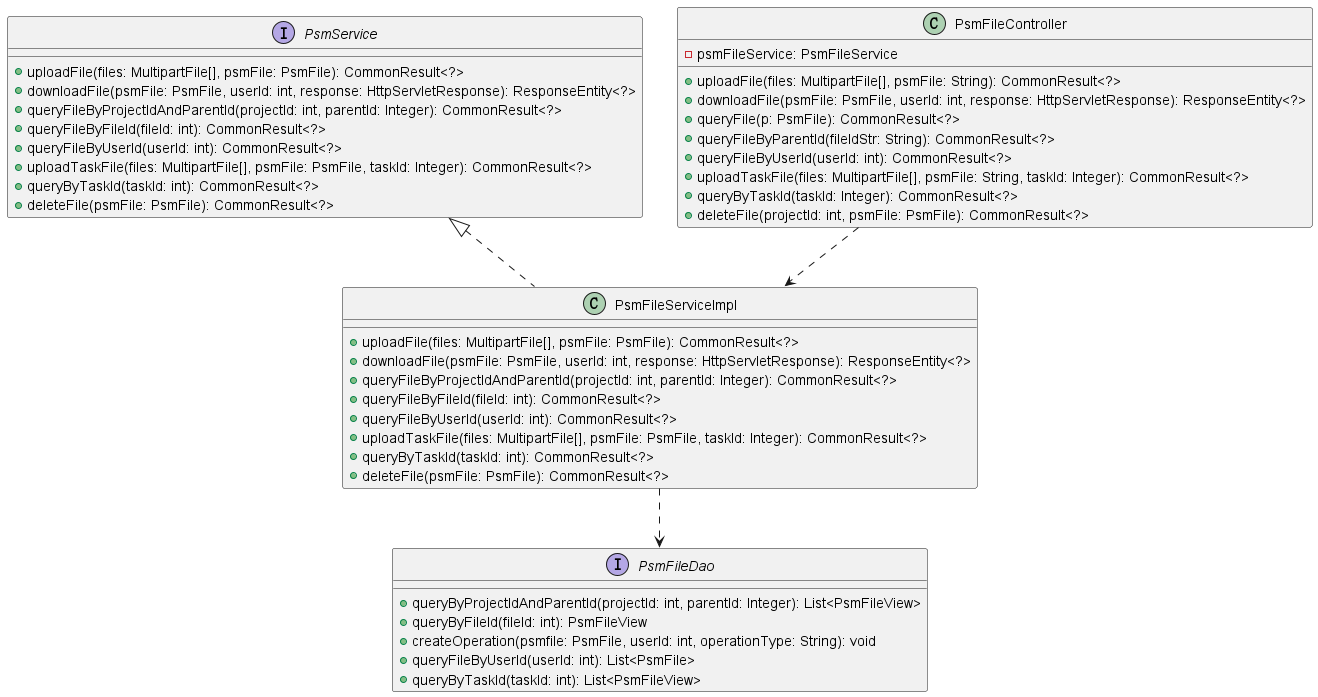 I PsmService
uploadFile(files: MultipartFile[], psmFile: PsmFile): CommonResult<?>
downloadFile(psmFile: PsmFile, userId: int, response: HttpServletResponse): ResponseEntity<?>
queryFileByProjectIdAndParentId(projectId: int, parentId: Integer): CommonResult<?>
queryFileByFileId(fileId: int): CommonResult<?>
queryFileByUserId(userId: int): CommonResult<?>
uploadTaskFile(files: MultipartFile[], psmFile: PsmFile, taskId: Integer): CommonResult<?>
queryByTaskId(taskId: int): CommonResult<?>
deleteFile(psmFile: PsmFile): CommonResult<?>
C PsmFileController
psmFileService: PsmFileService
uploadFile(files: MultipartFile[], psmFile: String): CommonResult<?>
downloadFile(psmFile: PsmFile, userId: int, response: HttpServletResponse): ResponseEntity<?>
queryFile(p: PsmFile): CommonResult<?>
queryFileByParentId(fileIdStr: String): CommonResult<?>
queryFileByUserId(userId: int): CommonResult<?>
uploadTaskFile(files: MultipartFile[], psmFile: String, taskId: Integer): CommonResult<?>
queryByTaskId(taskId: Integer): CommonResult<?>
deleteFile(projectId: int, psmFile: PsmFile): CommonResult<?>
C PsmFileServiceImpl
uploadFile(files: MultipartFile[], psmFile: PsmFile): CommonResult<?>
downloadFile(psmFile: PsmFile, userId: int, response: HttpServletResponse): ResponseEntity<?>
queryFileByProjectIdAndParentId(projectId: int, parentId: Integer): CommonResult<?>
queryFileByFileId(fileId: int): CommonResult<?>
queryFileByUserId(userId: int): CommonResult<?>
uploadTaskFile(files: MultipartFile[], psmFile: PsmFile, taskId: Integer): CommonResult<?>
queryByTaskId(taskId: int): CommonResult<?>
deleteFile(psmFile: PsmFile): CommonResult<?>
I PsmFileDao
queryByProjectIdAndParentId(projectId: int, parentId: Integer): List<PsmFileView>
queryByFileId(fileId: int): PsmFileView
createOperation(psmfile: PsmFile, userId: int, operationType: String): void
queryFileByUserId(userId: int): List<PsmFile>
queryByTaskId(taskId: int): List<PsmFileView>